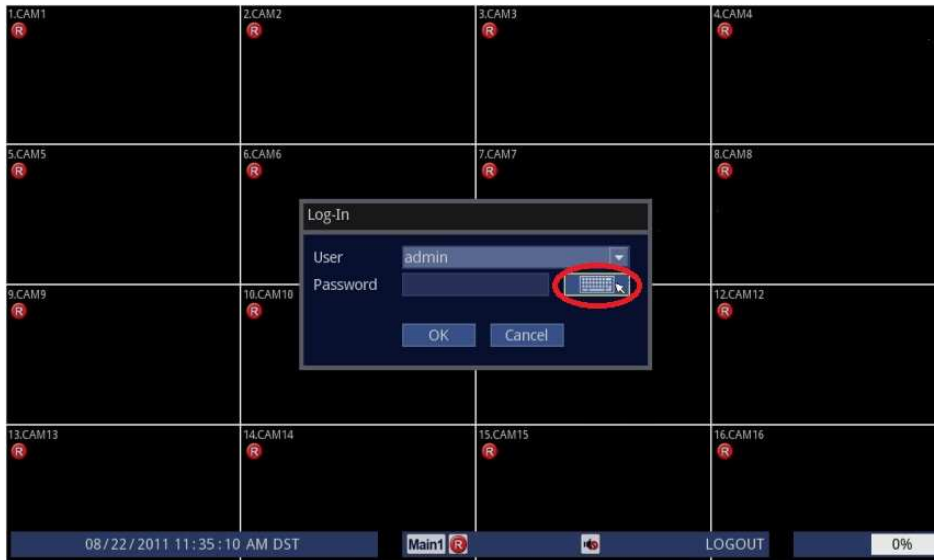 1.CAM1 2.CAM2 3.CAM3 4.CAM4
R R R R
5.CAM5 6.CAM6 7.CAM7 8.CAM8
R R R R
Log-In
User admin
Password
9.CAM9 10.CAM10 12.CAM12
R R R
OK Cancel
13.CAM13 14.CAM14 15.CAM15 16.CAM16
R R R R
08/22/2011 11:35:10 AM DST Main1 R LOGOUT 0%